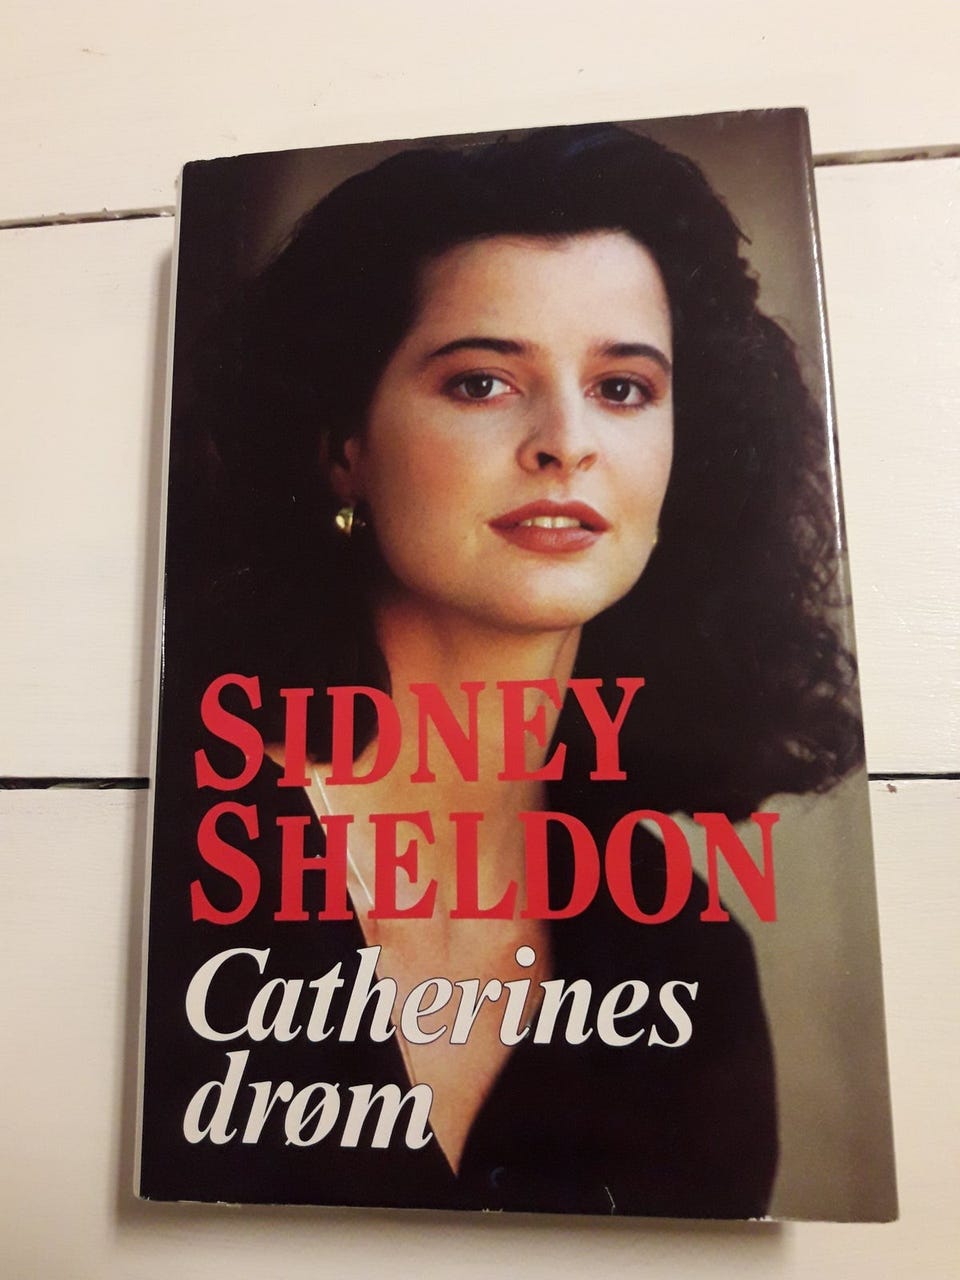 SIDNEY
SHELDON
Catherines
drøm